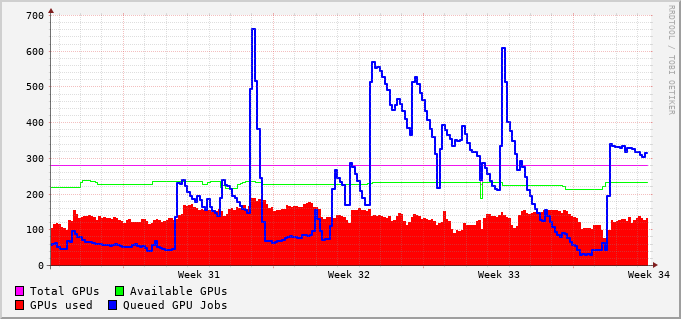 700
600
500
400
300
200
100
0
Week 31 Week 32 Week 33 Week 34
RRDTOOL / TOBI OETIKER
Total GPUs Available GPUs
GPUs used Queued GPU Jobs